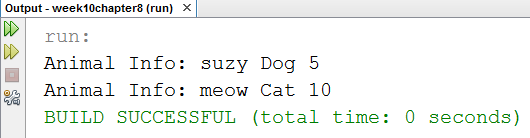 Output - week10chapter8 (run) ×
run:
Animal Info: suzy Dog 5
Animal Info: meow Cat 10
BUILD SUCCESSFUL (total time: 0 seconds)